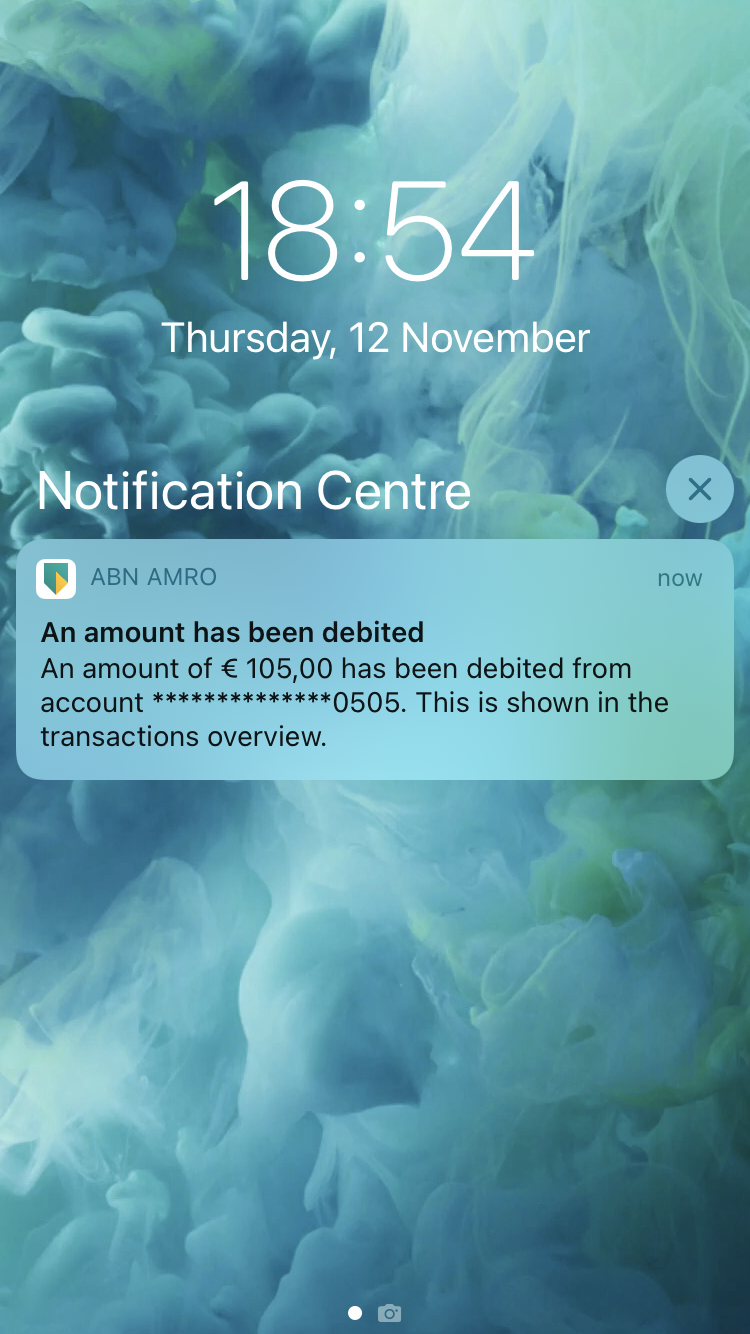 18:54
Thursday, 12 November
Notification Centre
ABN AMRO now
An amount has been debited
An amount of € 105,00 has been debited from
account **************0505. This is shown in the
transactions overview.